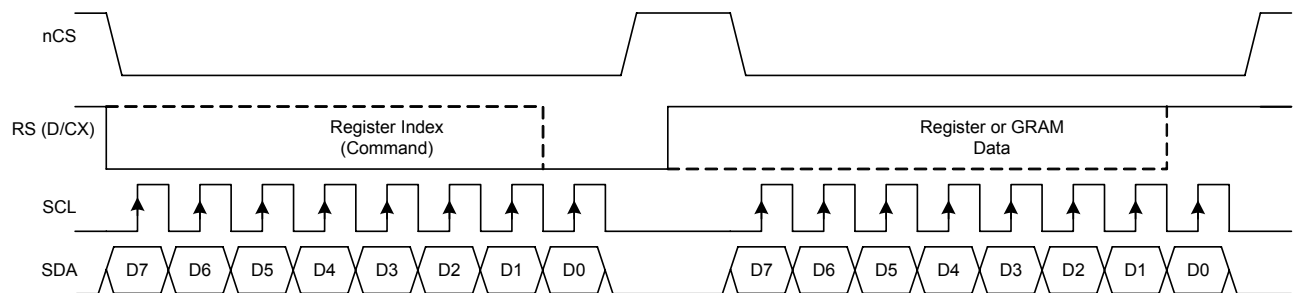 nCS
RS (D/CX)
Register Index
(Command)
Register or GRAM
Data
SCL
SDA
D7 D6 D5 D4 D3 D2 D1 D0 D7 D6 D5 D4 D3 D2 D1 D0